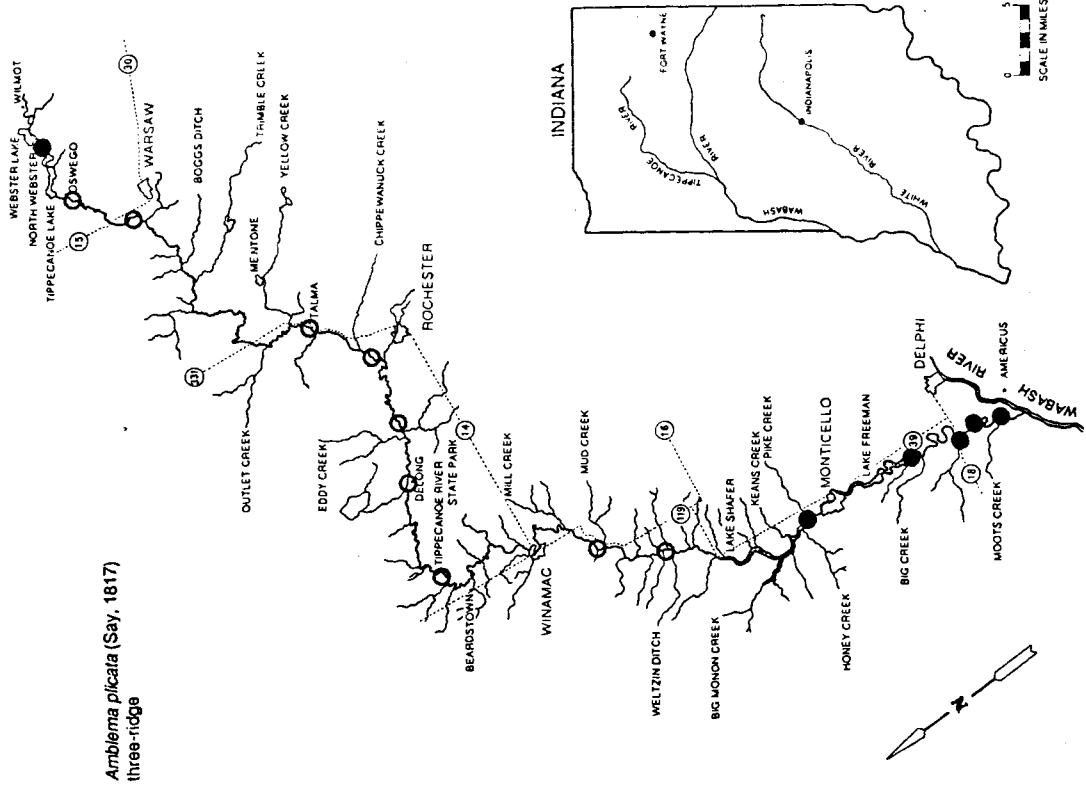 Amblema plicata (Say, 1817)
three-ridge
WEBSTER LAKE
WILMOT
NORTH WEBSTER
TIPPECANOE LAKE
OSWEGO
30
15
WARSAW
BOGGS DITCH
TRIMBLE CREEK
YELLOW CREEK
MENTONE
CHIPPEWANUCK CREEK
TALMA
331
ROCHESTER
OUTLET CREEK
14
EDDY CREEK
DELONG
TIPPECANOE RIVER
STATE PARK
MILL CREEK
BEARDSTOWN
WINAMAC
MUD CREEK
16
119
WELTZIN DITCH
LAKE SHAFER
KEANS CREEK
PIKE CREEK
BIG MONON CREEK
MONTICELLO
HONEY CREEK
LAKE FREEMAN
39
BIG CREEK
DELPHI
18
MOOTS CREEK
AMERICUS
WABASH RIVER
N
INDIANA
FORT WAYNE
TIPPECANOE RIVER
WABASH RIVER
INDIANAPOLIS
WHITE RIVER
0 5
SCALE IN MILES